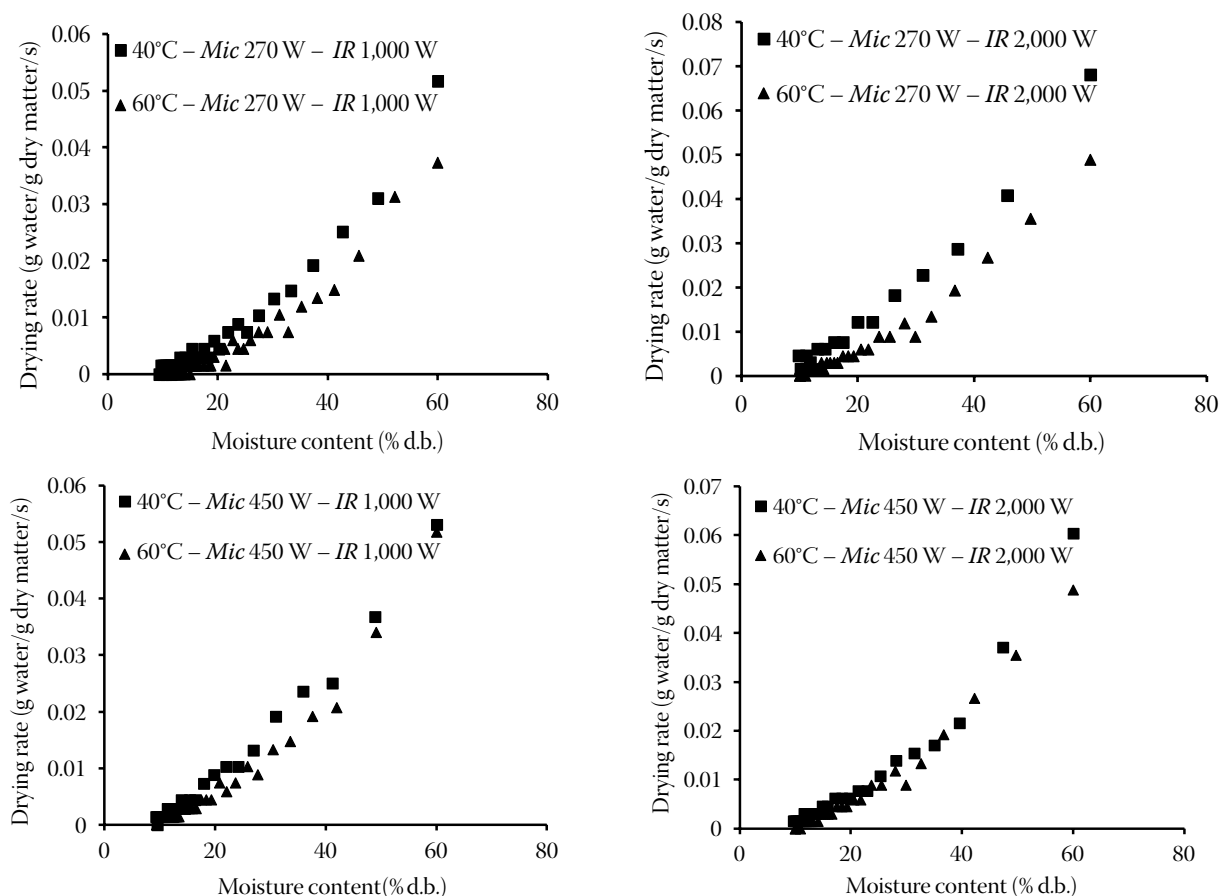 0.06
0.05
0.04
0.03
0.02
0.01
0
Drying rate (g water/g dry matter/s)
40°C – Mic 270 W – IR 1,000 W
60°C – Mic 270 W – IR 1,000 W
0 20 40 60 80
Moisture content (% d.b.)
0.08
0.07
0.06
0.05
0.04
0.03
0.02
0.01
0
Drying rate (g water/g dry matter/s)
40°C – Mic 270 W – IR 2,000 W
60°C – Mic 270 W – IR 2,000 W
0 20 40 60 80
Moisture content (% d.b.)
0.06
0.05
0.04
0.03
0.02
0.01
0
Drying rate (g water/g dry matter/s)
40°C – Mic 450 W – IR 1,000 W
60°C – Mic 450 W – IR 1,000 W
0 20 40 60 80
Moisture content(% d.b.)
0.07
0.06
0.05
0.04
0.03
0.02
0.01
0
Drying rate (g water/g dry matter/s)
40°C – Mic 450 W – IR 2,000 W
60°C – Mic 450 W – IR 2,000 W
0 20 40 60 80
Moisture content (% d.b.)